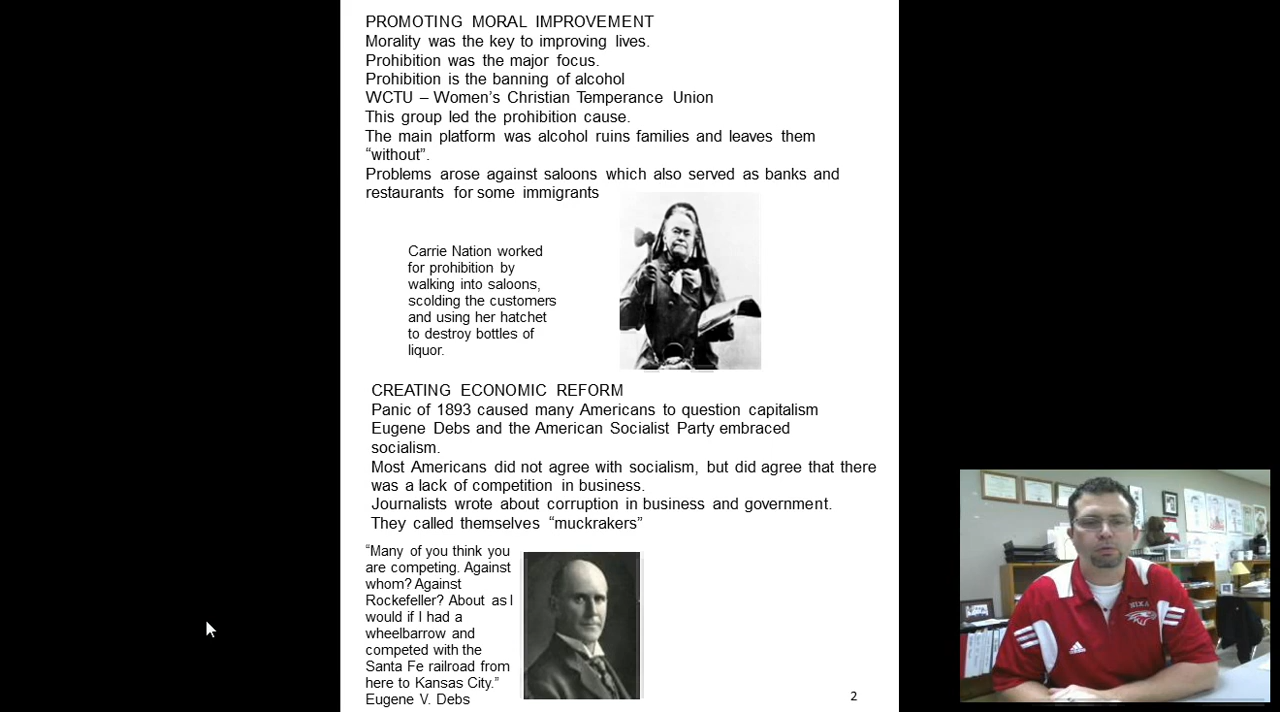 PROMOTING MORAL IMPROVEMENT
Morality was the key to improving lives.
Prohibition was the major focus.
Prohibition is the banning of alcohol
WCTU – Women’s Christian Temperance Union
This group led the prohibition cause.
The main platform was alcohol ruins families and leaves them
“without”.
Problems arose against saloons which also served as banks and
restaurants for some immigrants
Carrie Nation worked
for prohibition by
walking into saloons,
scolding the customers
and using her hatchet
to destroy bottles of
liquor.
CREATING ECONOMIC REFORM
Panic of 1893 caused many Americans to question capitalism
Eugene Debs and the American Socialist Party embraced
socialism.
Most Americans did not agree with socialism, but did agree that there
was a lack of competition in business.
Journalists wrote about corruption in business and government.
They called themselves “muckrakers”
“Many of you think you
are competing. Against
whom? Against
Rockefeller? About as I
would if I had a
wheelbarrow and
competed with the
Santa Fe railroad from
here to Kansas City.”
Eugene V. Debs
2
NIXA
adidas